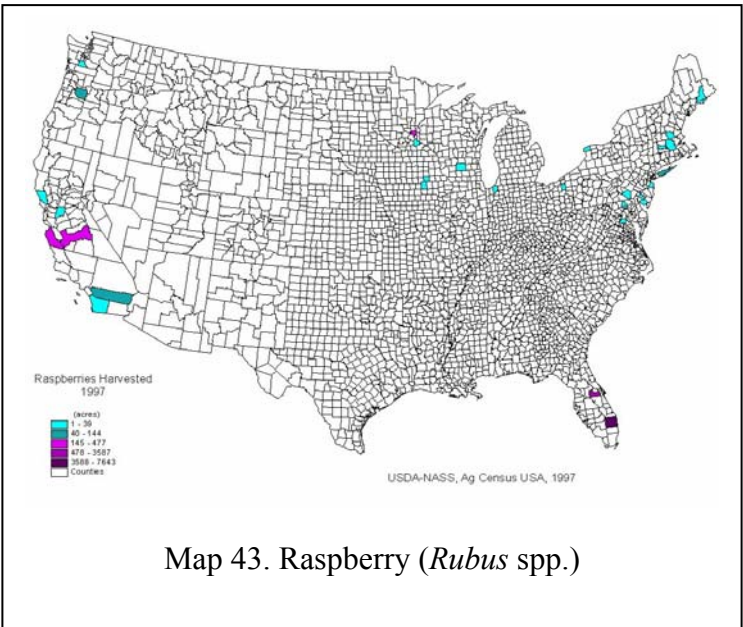 Raspberries Harvested
1997
(acres)
1 - 39
40 - 144
145 - 477
478 - 3587
3588 - 7643
Counties
USDA-NASS, Ag Census USA, 1997
Map 43. Raspberry (Rubus spp.)